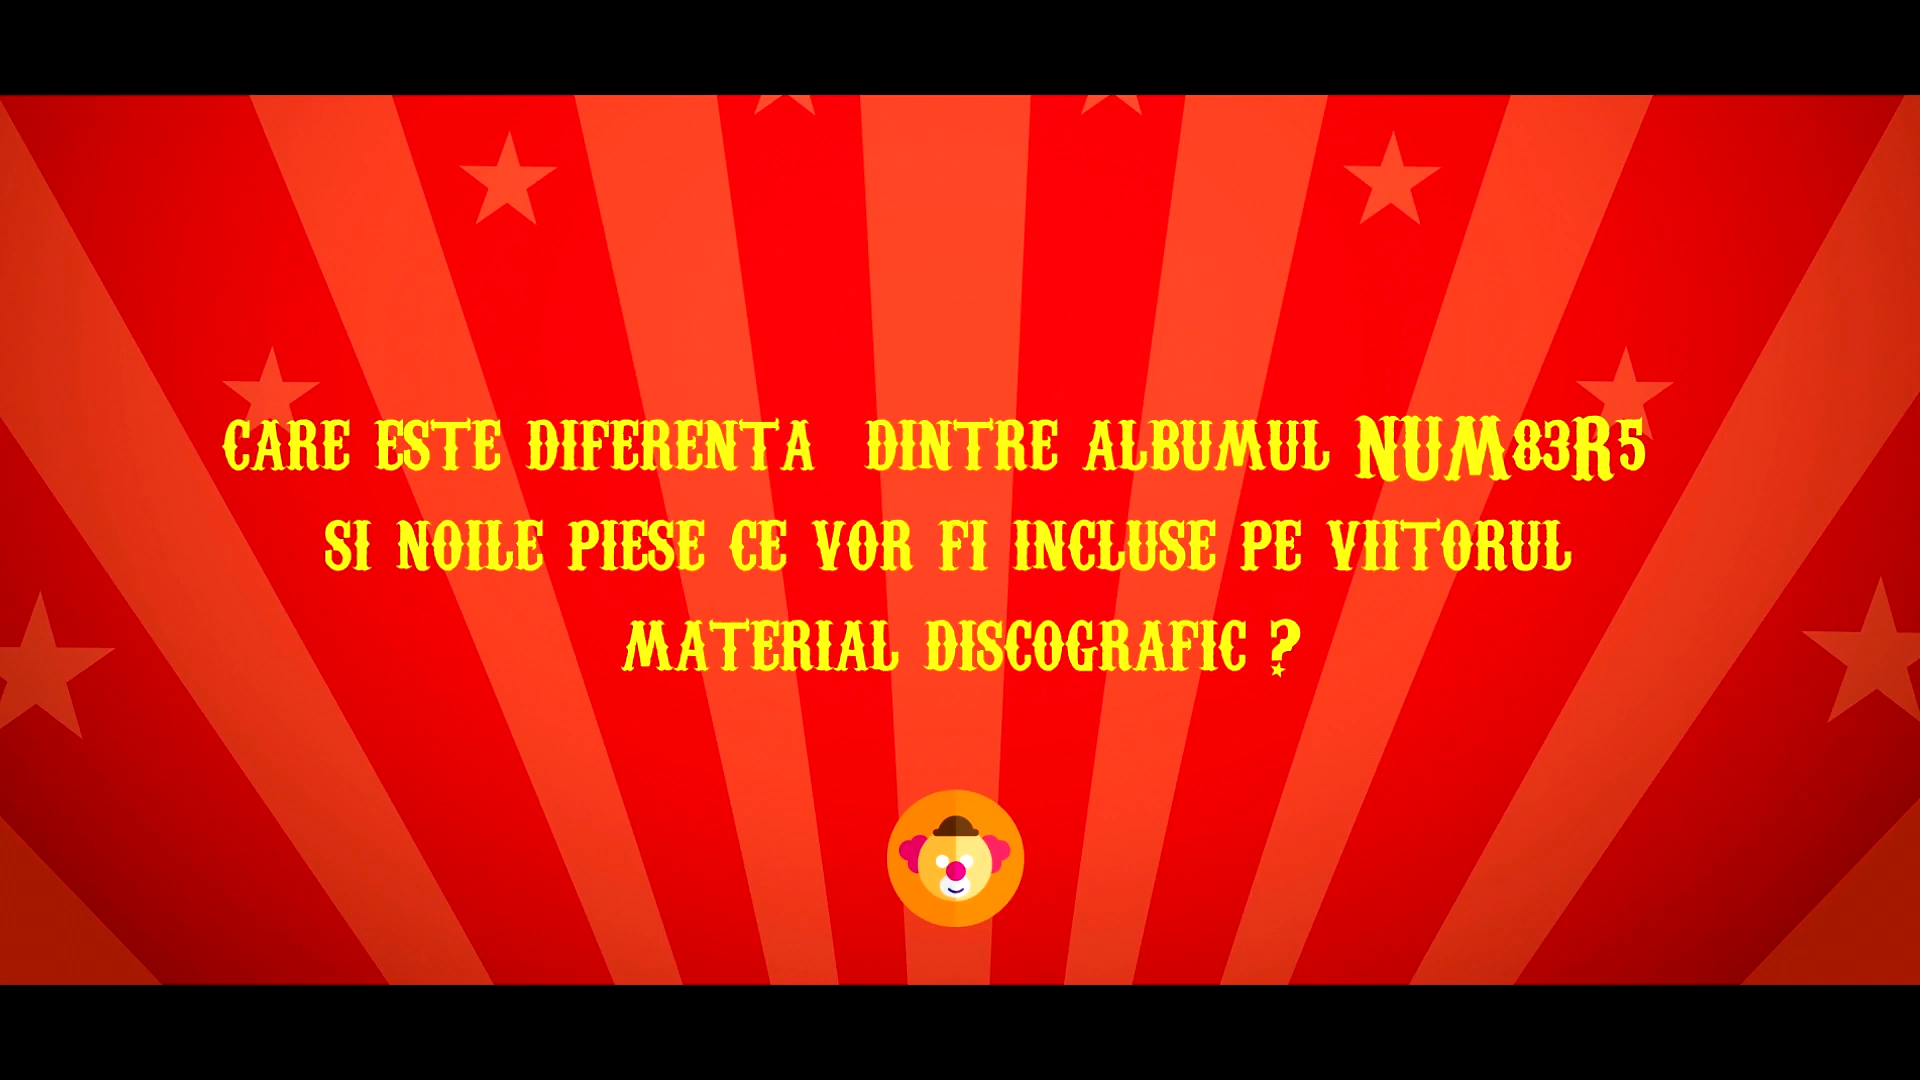 CARE ESTE DIFERENTA DINTRE ALBUMUL NUM83R5
SI NOILE PIESE CE VOR FI INCLUSE PE VIITORUL
MATERIAL DISCOGRAFIC ?